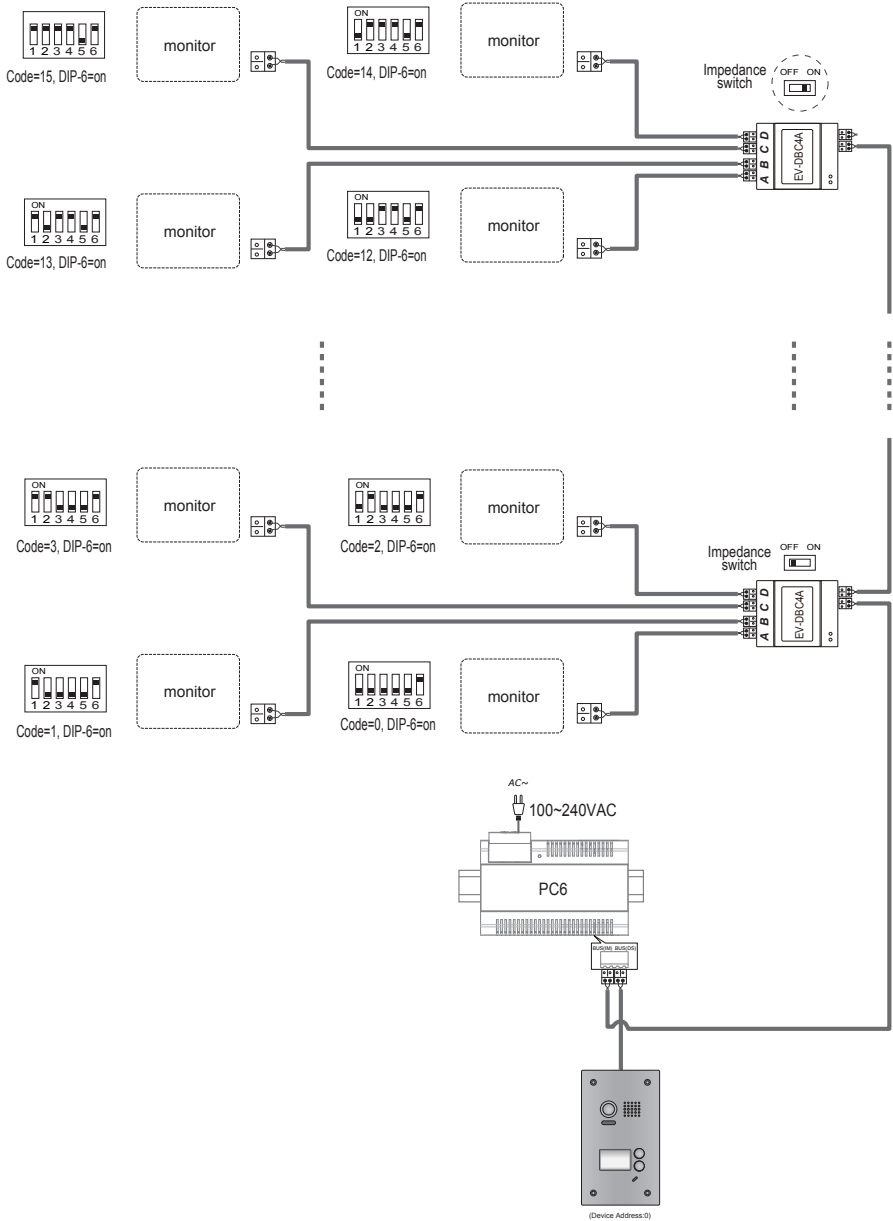 1 2 3 4 5 6
Code=15, DIP-6=on
monitor
ON
1 2 3 4 5 6
Code=14, DIP-6=on
monitor
Impedance
switch
OFF ON
A B C D
EV-DBC4A
ON
1 2 3 4 5 6
Code=13, DIP-6=on
monitor
ON
1 2 3 4 5 6
Code=12, DIP-6=on
monitor
ON
1 2 3 4 5 6
Code=3, DIP-6=on
monitor
ON
1 2 3 4 5 6
Code=2, DIP-6=on
monitor
Impedance
switch
OFF ON
A B C D
EV-DBC4A
ON
1 2 3 4 5 6
Code=1, DIP-6=on
monitor
ON
1 2 3 4 5 6
Code=0, DIP-6=on
monitor
AC~
100~240VAC
PC6
BUS(IM) BUS(DS)
(Device Address:0)